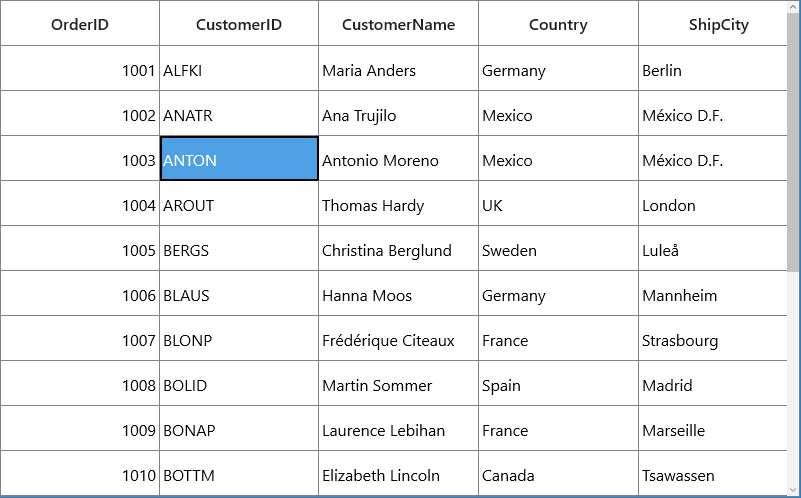 OrderID CustomerID CustomerName Country ShipCity
1001 ALFKI Maria Anders Germany Berlin
1002 ANATR Ana Trujilo Mexico México D.F.
1003 ANTON Antonio Moreno Mexico México D.F.
1004 AROUT Thomas Hardy UK London
1005 BERGS Christina Berglund Sweden Luleå
1006 BLAUS Hanna Moos Germany Mannheim
1007 BLONP Frédérique Citeaux France Strasbourg
1008 BOLID Martin Sommer Spain Madrid
1009 BONAP Laurence Lebihan France Marseille
1010 BOTTM Elizabeth Lincoln Canada Tsawassen